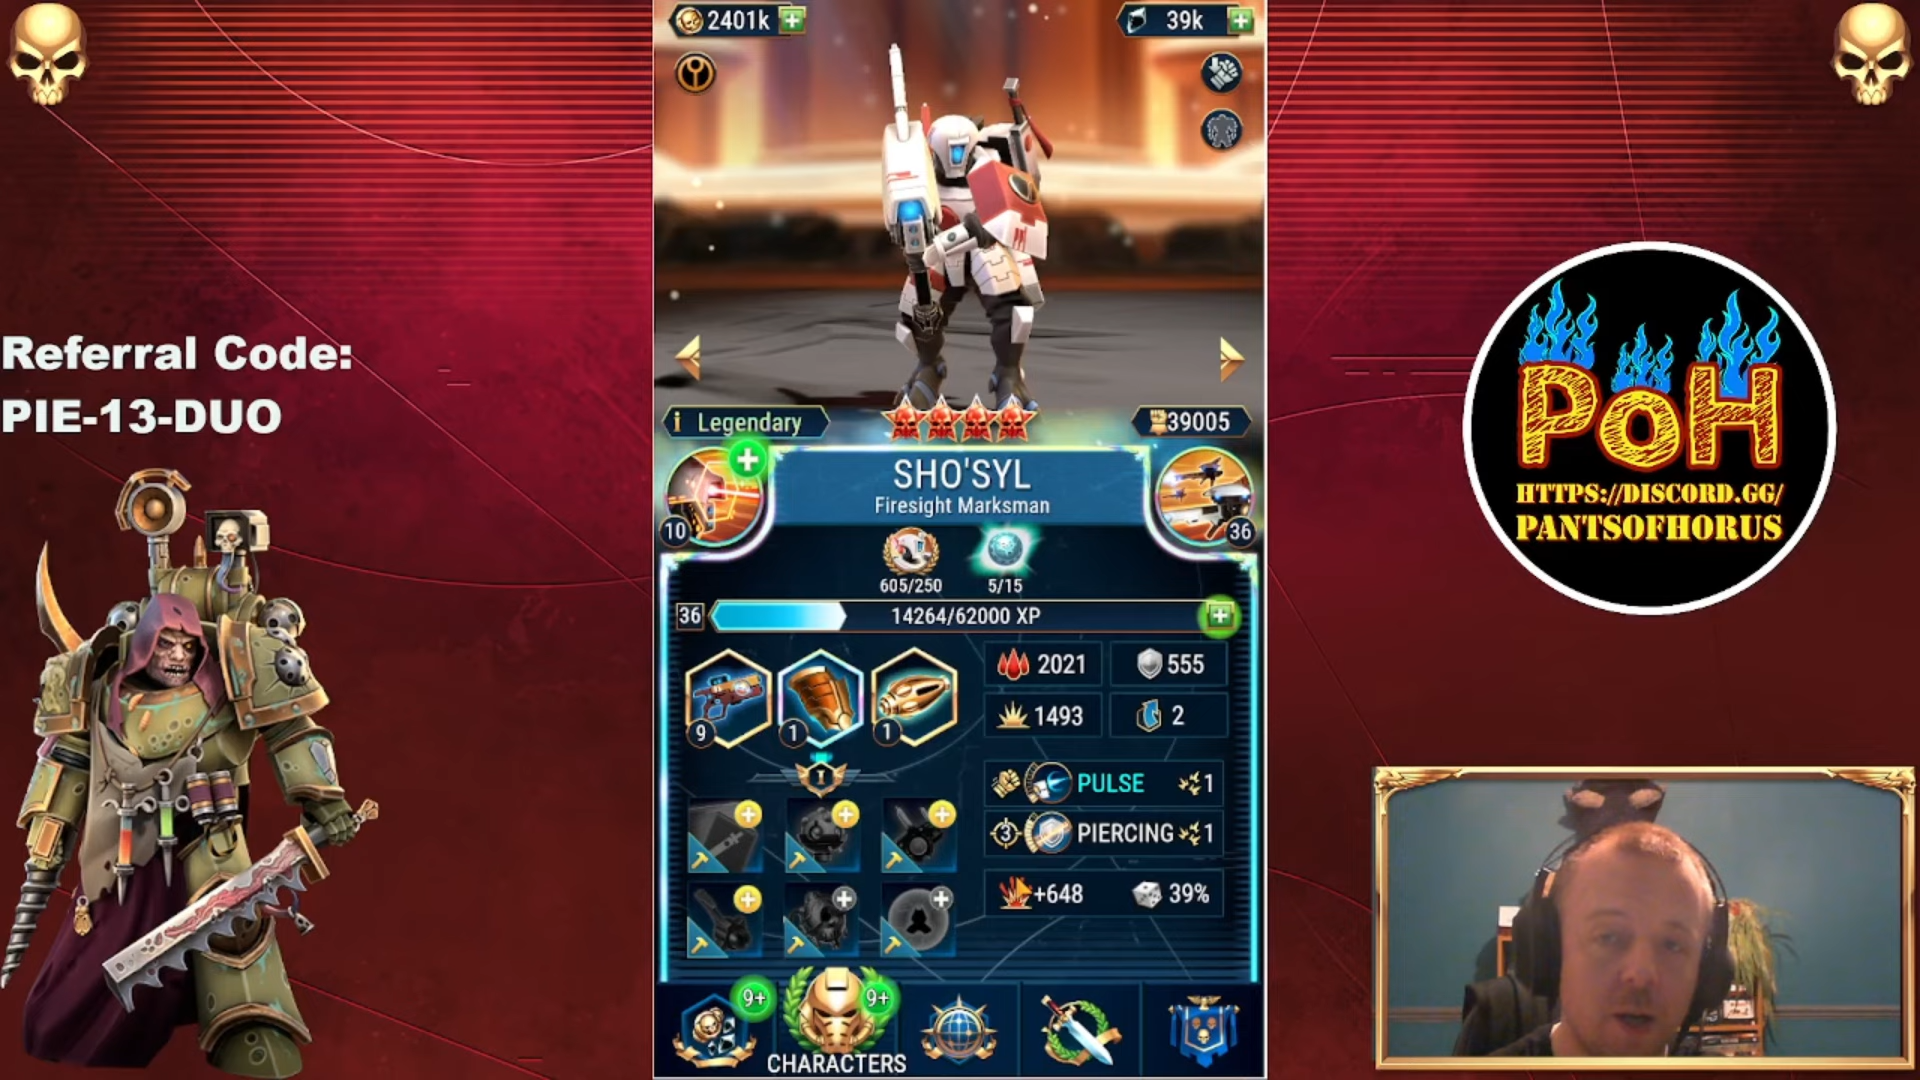 2401k
39k
Referral Code:
PIE-13-DUO
i Legendary
39005
SHO'SYL
Firesight Marksman
10
36
605/250
5/15
36
14264/62000 XP
2021
555
9
1
1
1493
2
I
PULSE
1
3
PIERCING
1
+648
39%
9+
9+
CHARACTERS
PoH
HTTPS://DISCORD.GG/
PANTSOFHORUS